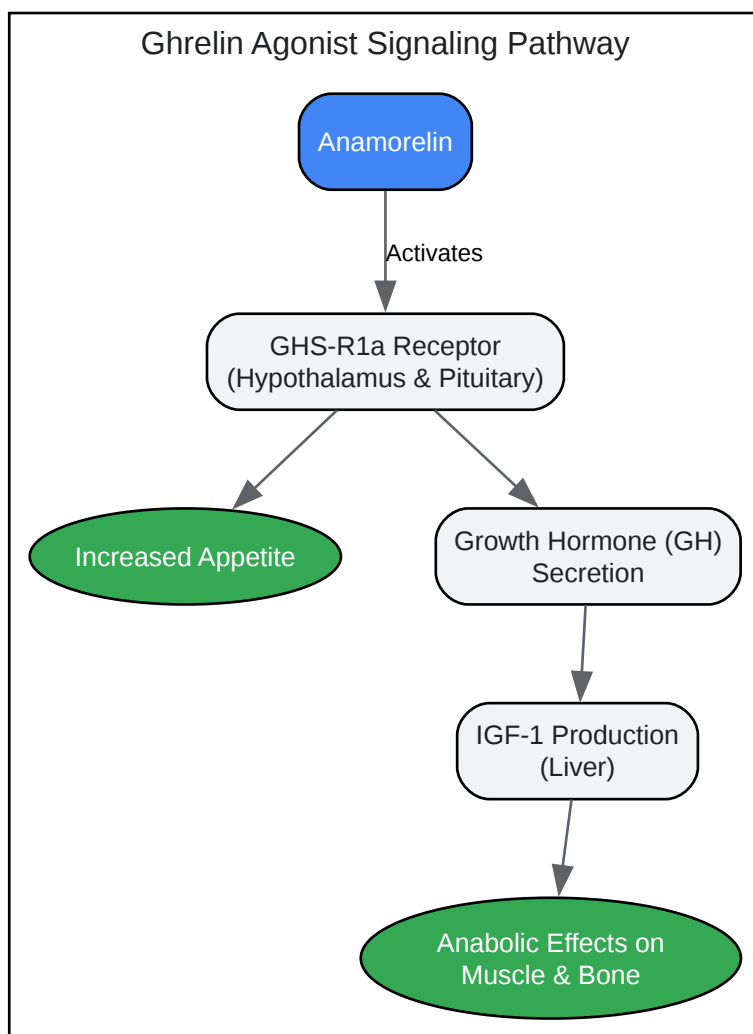 Ghrelin Agonist Signaling Pathway
Anamorelin
Activates
GHS-R1a Receptor
(Hypothalamus & Pituitary)
Increased Appetite
Growth Hormone (GH)
Secretion
IGF-1 Production
(Liver)
Anabolic Effects on
Muscle & Bone